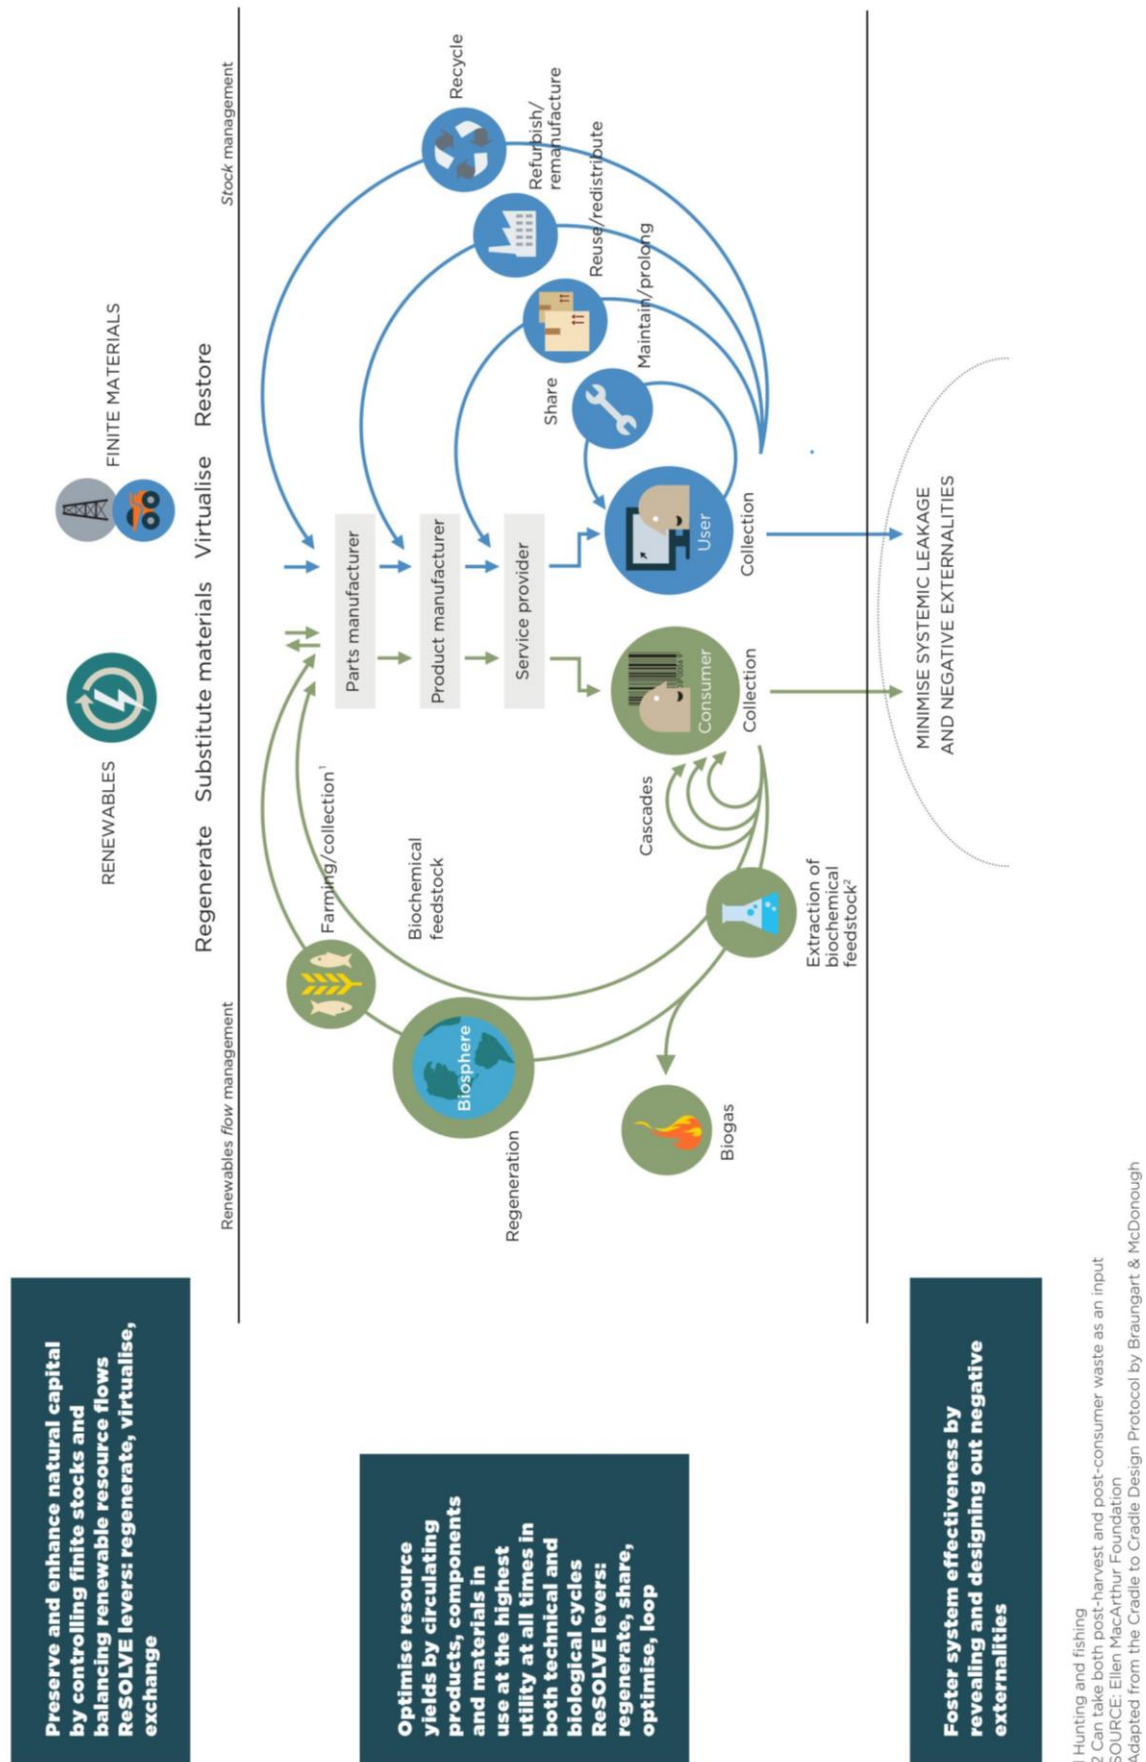 Preserve and enhance natural capital
by controlling finite stocks and
balancing renewable resource flows
ReSOLVE levers: regenerate, virtualise,
exchange
RENEWABLES
FINITE MATERIALS
Regenerate Substitute materials Virtualise Restore
Renewables flow management
Stock management
Optimise resource
yields by circulating
products, components
and materials in
use at the highest
utility at all times in
both technical and
biological cycles
ReSOLVE levers:
regenerate, share,
optimise, loop
Farming/collection¹
Biochemical
feedstock
Biosphere
Regeneration
Biogas
Extraction of
biochemical
feedstock²
Cascades
Parts manufacturer
Product manufacturer
Service provider
Consumer
Collection
User
Collection
Share
Maintain/prolong
Reuse/redistribute
Refurbish/
remanufacture
Recycle
Foster system effectiveness by
revealing and designing out negative
externalities
MINIMISE SYSTEMIC LEAKAGE
AND NEGATIVE EXTERNALITIES
Hunting and fishing
2 Can take both post-harvest and post-consumer waste as an input
SOURCE: Ellen MacArthur Foundation
Adapted from the Cradle to Cradle Design Protocol by Braungart & McDonough